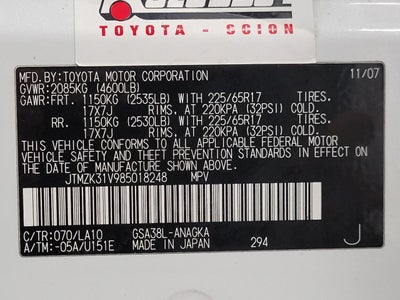 TOYOTA - SCION
MFD.BY:TOYOTA MOTOR CORPORATION 11/07
GVWR:2085KG (4600LB)
GAWR:FRT. 1150KG (2535LB) WITH 225/65R17 TIRES.
17X7J RIMS, AT 220KPA (32PSI) COLD.
RR. 1150KG (2530LB) WITH 225/65R17 TIRES.
17X7J RIMS, AT 220KPA (32PSI) COLD.
THIS VEHICLE CONFORMS TO ALL APPLICABLE FEDERAL MOTOR
VEHICLE SAFETY AND THEFT PREVENTION STANDARDS IN EFFECT ON
THE DATE OF MANUFACTURE SHOWN ABOVE.
JTMZK31V985018248 MPV
C/TR:070/LA10 GSA38L-ANAGKA
A/TM:-05A/U151E MADE IN JAPAN 294 J